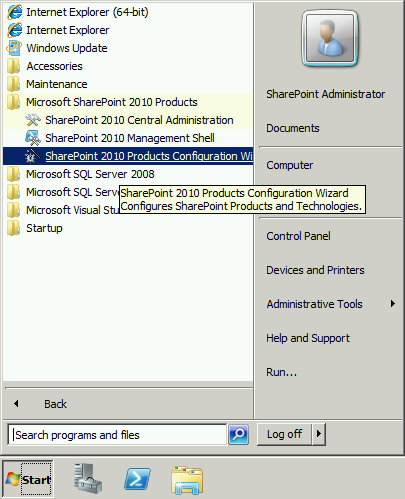 Internet Explorer (64-bit)
Internet Explorer
Windows Update
Accessories
Maintenance
Microsoft SharePoint 2010 Products
SharePoint 2010 Central Administration
SharePoint 2010 Management Shell
SharePoint 2010 Products Configuration Wi
Microsoft SQL Server 2008
Microsoft SQL Serve
Microsoft Visual Stu
Startup
SharePoint 2010 Products Configuration Wizard
Configures SharePoint Products and Technologies.
Back
Search programs and files
SharePoint Administrator
Documents
Computer
Control Panel
Devices and Printers
Administrative Tools
Help and Support
Run...
Log off
Start